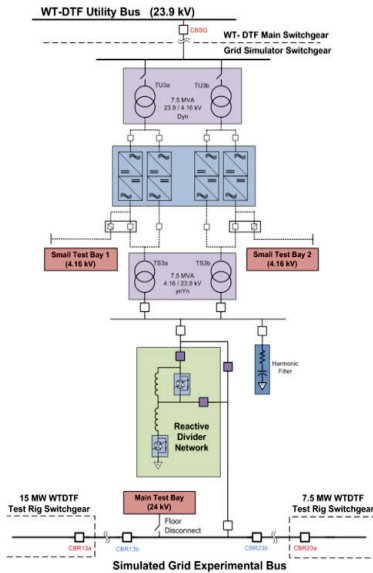 WT-DTF Utility Bus (23.9 kV)
CBSG
WT- DTF Main Switchgear
Grid Simulator Switchgear
TU3a
TU3b
7.5 MVA
23.9 / 4.16 kV
Dyn
Small Test Bay 1
(4.16 kV)
Small Test Bay 2
(4.16 kV)
TS3a
TS3b
7.5 MVA
4.16 / 23.9 kV
ynYn
Harmonic
Filter
Reactive
Divider
Network
15 MW WTDTF
Test Rig Switchgear
Main Test Bay
(24 kV)
7.5 MW WTDTF
Test Rig Switchgear
Floor
Disconnect
CBR13a
CBR13b
CBR23b
CBR23a
Simulated Grid Experimental Bus